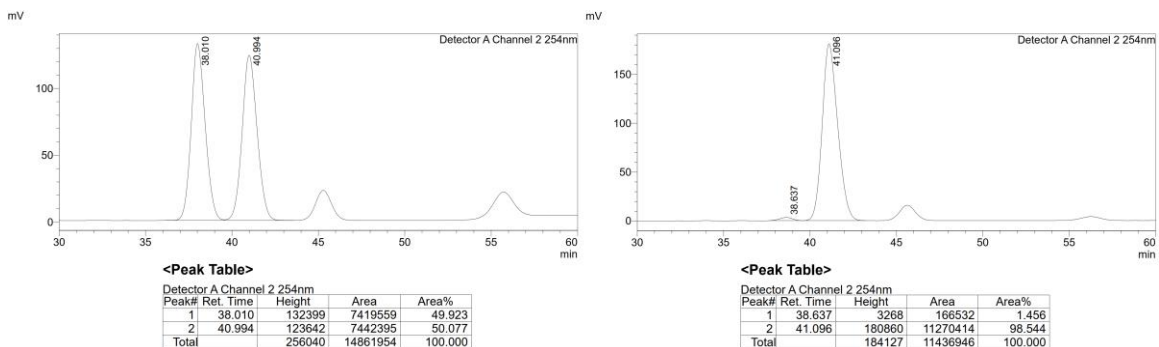 mV
Detector A Channel 2 254nm
38.010
40.994
100
50
0
30 35 40 45 50 55 60
min
<Peak Table>
Detector A Channel 2 254nm
Peak# Ret. Time Height Area Area%
1 38.010 132399 7419559 49.923
2 40.994 123642 7442395 50.077
Total 256040 14861954 100.000
mV
Detector A Channel 2 254nm
41.096
38.637
150
100
50
0
30 35 40 45 50 55 60
min
<Peak Table>
Detector A Channel 2 254nm
Peak# Ret. Time Height Area Area%
1 38.637 3268 166532 1.456
2 41.096 180860 11270414 98.544
Total 184127 11436946 100.000